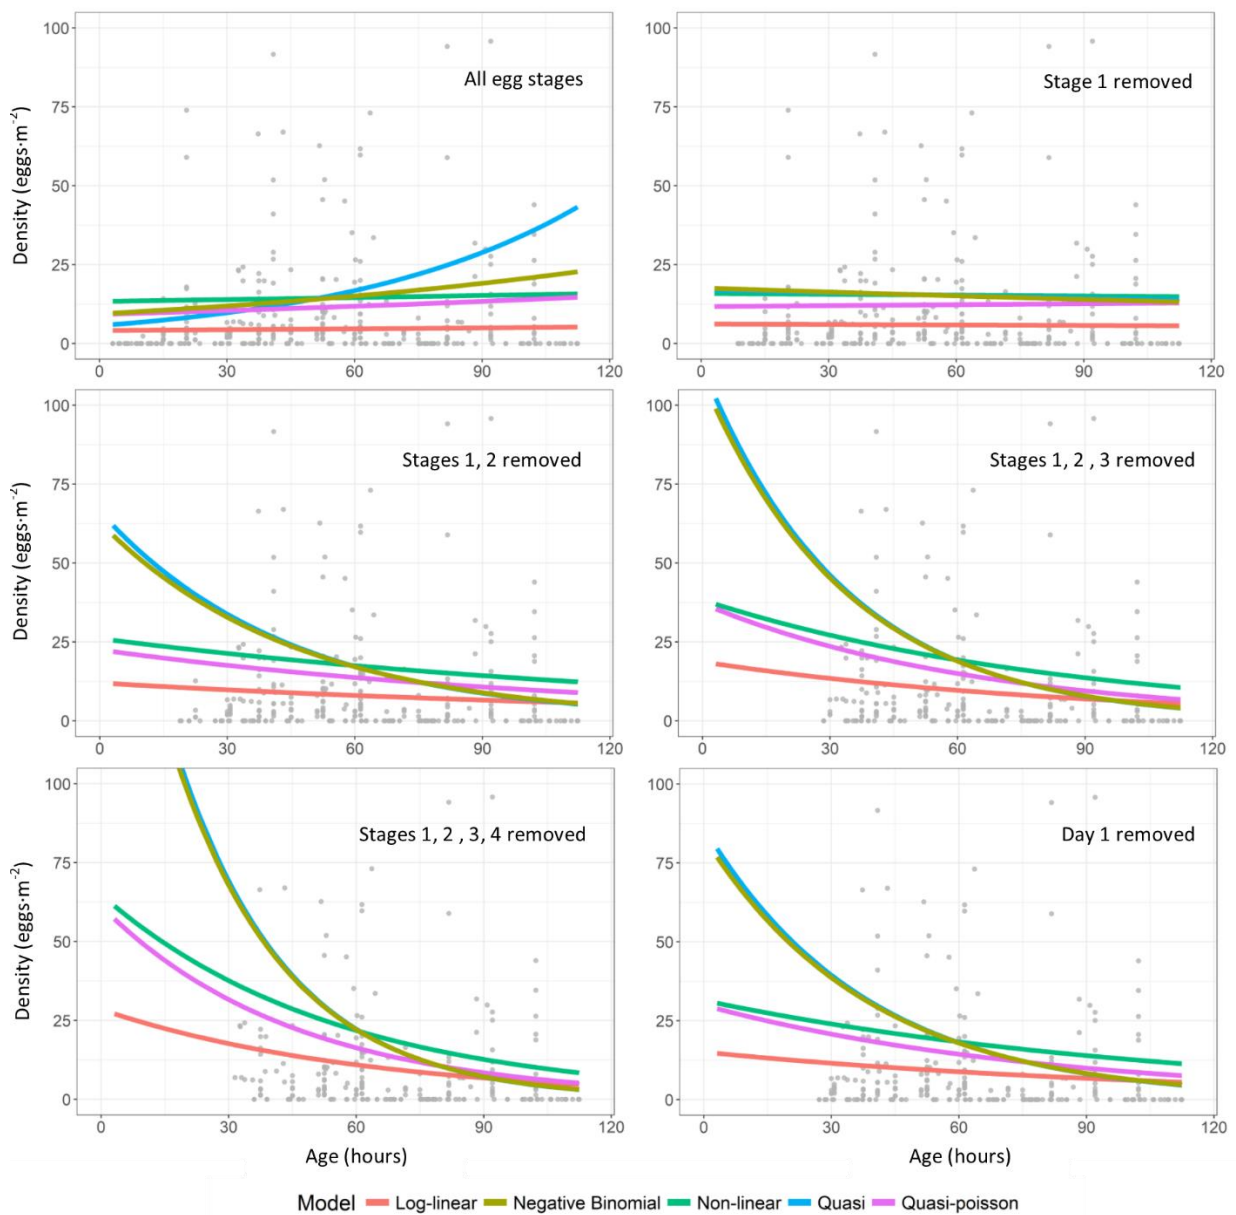 100
75
50
25
0
Density (eggs·m⁻²)
All egg stages
0 30 60 90 120
100
75
50
25
0
Stage 1 removed
0 30 60 90 120
100
75
50
25
0
Density (eggs·m⁻²)
Stages 1, 2 removed
0 30 60 90 120
100
75
50
25
0
Stages 1, 2 , 3 removed
0 30 60 90 120
100
75
50
25
0
Density (eggs·m⁻²)
Stages 1, 2 , 3, 4 removed
0 30 60 90 120
Age (hours)
100
75
50
25
0
Day 1 removed
0 30 60 90 120
Age (hours)
Model Log-linear Negative Binomial Non-linear Quasi Quasi-poisson